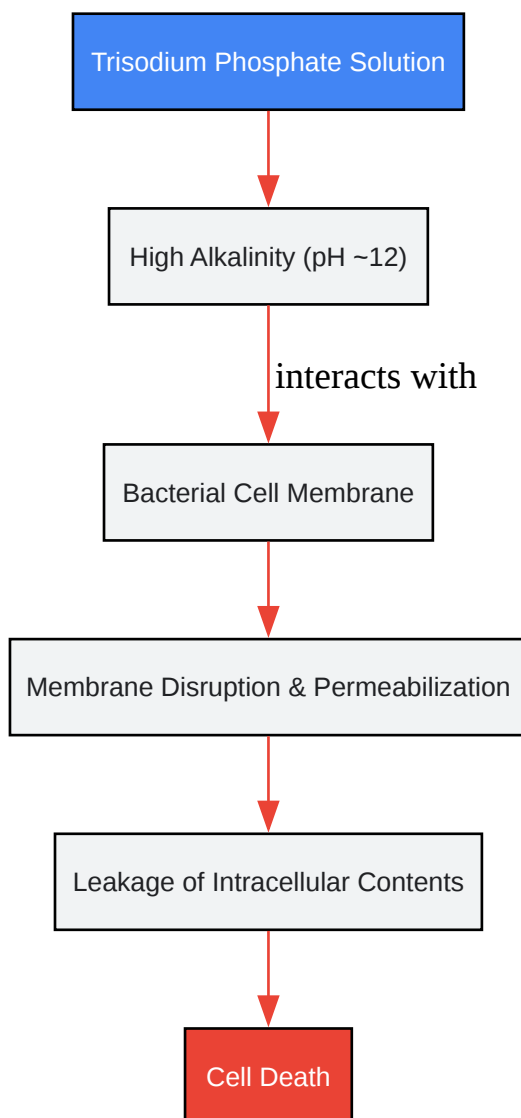 Trisodium Phosphate Solution
High Alkalinity (pH ~12)
interacts with
Bacterial Cell Membrane
Membrane Disruption & Permeabilization
Leakage of Intracellular Contents
Cell Death